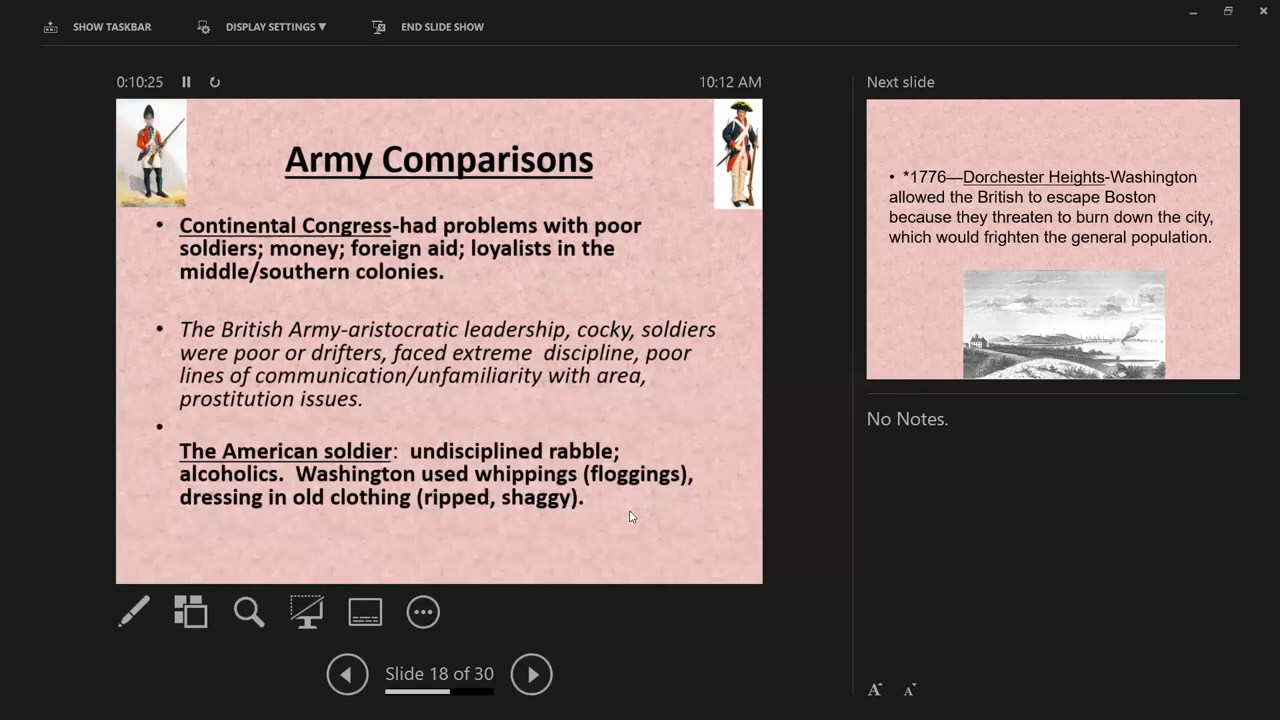 SHOW TASKBAR
DISPLAY SETTINGS ▼
END SLIDE SHOW
0:10:25
10:12 AM
Army Comparisons
• Continental Congress-had problems with poor
soldiers; money; foreign aid; loyalists in the
middle/southern colonies.
• The British Army-aristocratic leadership, cocky, soldiers
were poor or drifters, faced extreme discipline, poor
lines of communication/unfamiliarity with area,
prostitution issues.
•
The American soldier: undisciplined rabble;
alcoholics. Washington used whippings (floggings),
dressing in old clothing (ripped, shaggy).
Slide 18 of 30
Next slide
• *1776—Dorchester Heights-Washington
allowed the British to escape Boston
because they threaten to burn down the city,
which would frighten the general population.
No Notes.
A A